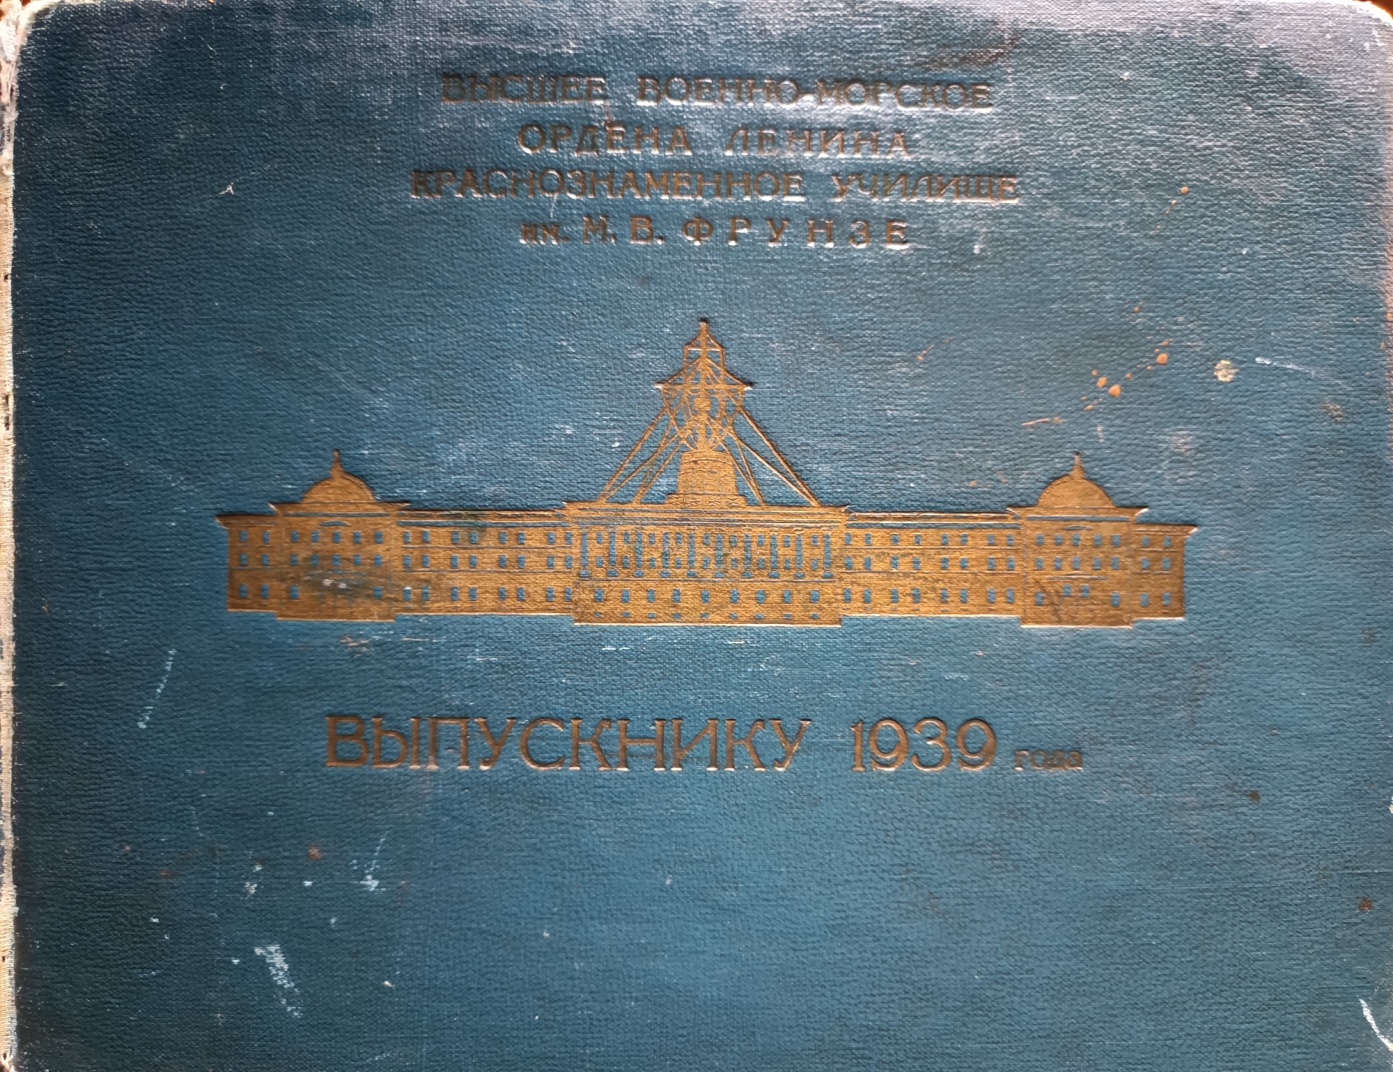 ВЫСШЕЕ ВОЕННО-МОРСКОЕ
ОРДЕНА ЛЕНИНА
КРАСНОЗНАМЕННОЕ УЧИЛИЩЕ
им. М. В. ФРУНЗЕ
ВЫПУСКНИКУ 1939 года